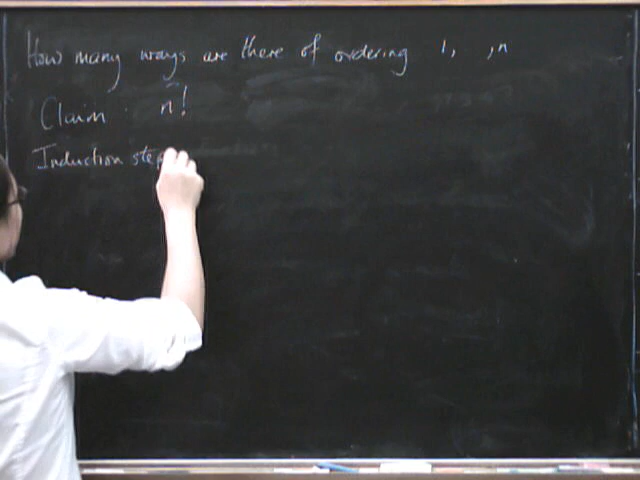 How many ways are there of ordering 1, ,n
Claim n!
Induction step